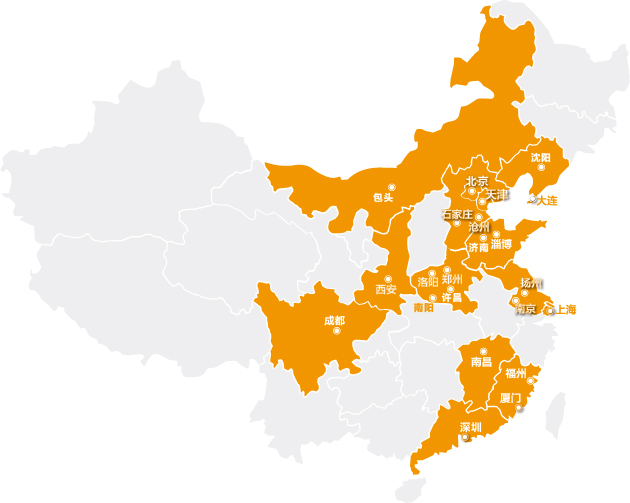 沈阳
北京
天津
包头
大连
石家庄
沧州
济南
淄博
西安
洛阳
郑州
许昌
南阳
扬州
南京
上海
成都
南昌
福州
厦门
深圳